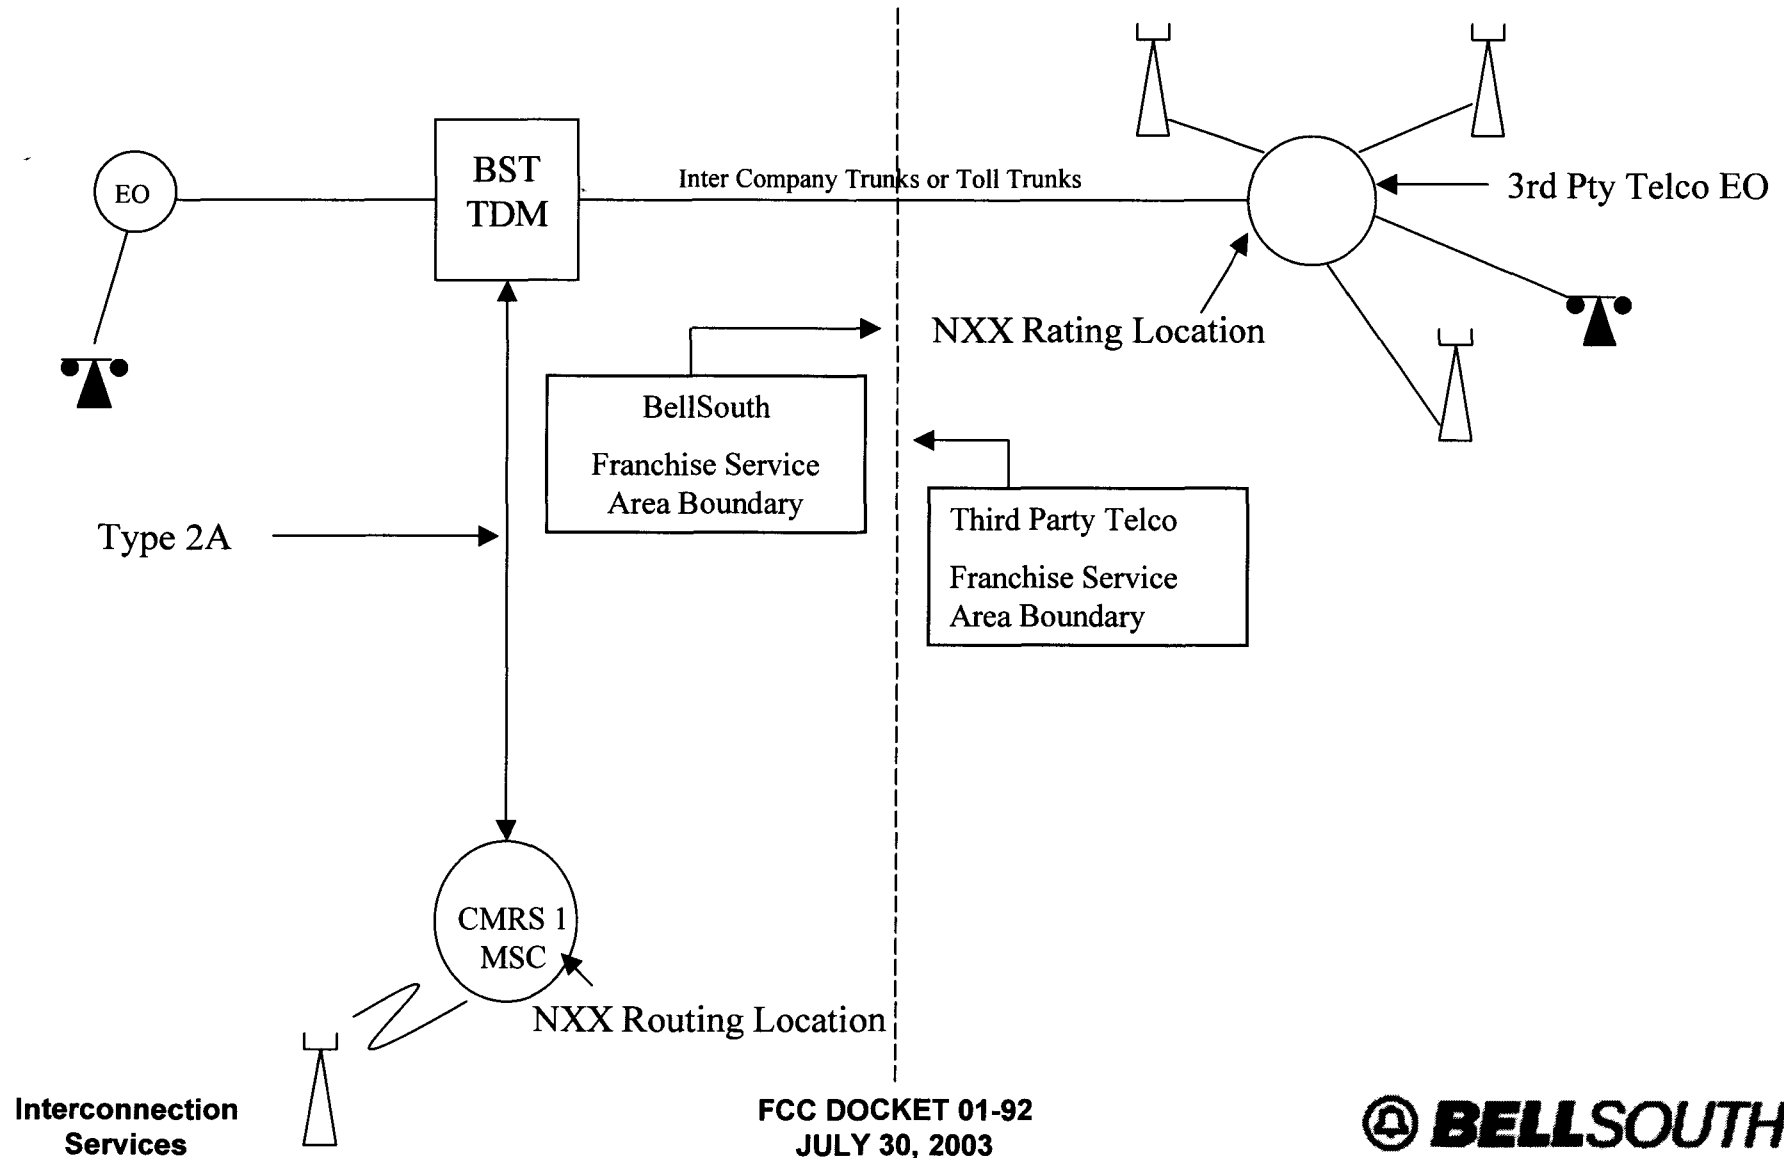 BST
TDM
EO
Inter Company Trunks or Toll Trunks
3rd Pty Telco EO
NXX Rating Location
BellSouth
Franchise Service
Area Boundary
Third Party Telco
Franchise Service
Area Boundary
Type 2A
CMRS 1
MSC
NXX Routing Location
Interconnection
Services
FCC DOCKET 01-92
JULY 30, 2003
BELLSOUTH